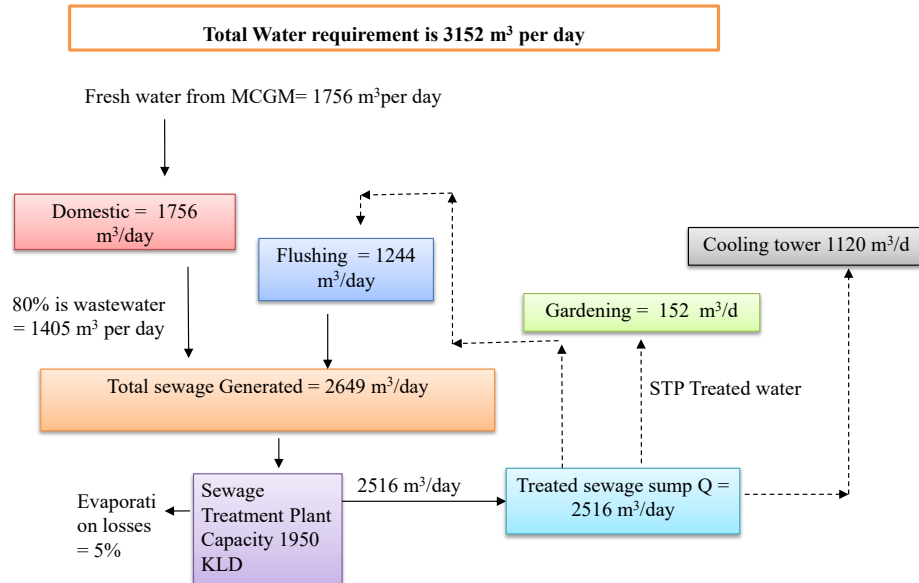 Total Water requirement is 3152 m³ per day
Fresh water from MCGM= 1756 m³per day
Domestic = 1756
m³/day
Flushing = 1244
m³/day
Cooling tower 1120 m³/d
80% is wastewater
= 1405 m³ per day
Gardening = 152 m³/d
Total sewage Generated = 2649 m³/day
STP Treated water
Evaporati
on losses
= 5%
Sewage
Treatment Plant
Capacity 1950
KLD
2516 m³/day
Treated sewage sump Q =
2516 m³/day